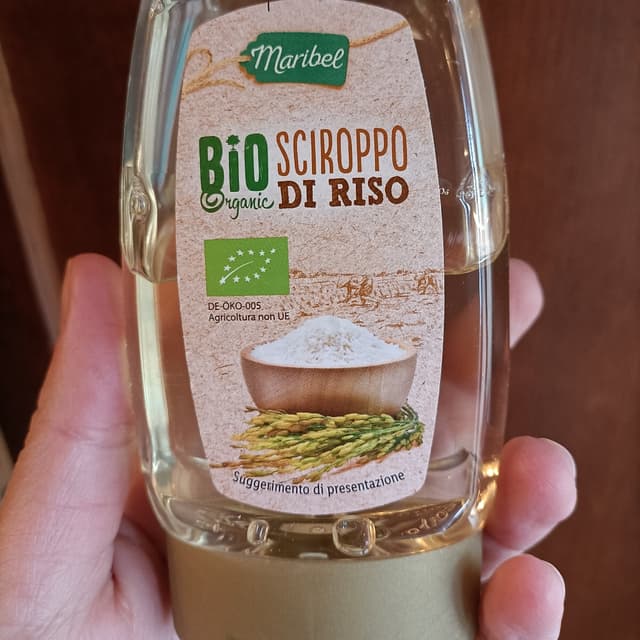 Maribel
BIO
Organic
SCIROPPO
DI RISO
DE-ÖKO-005
Agricoltura non UE
Suggerimento di presentazione